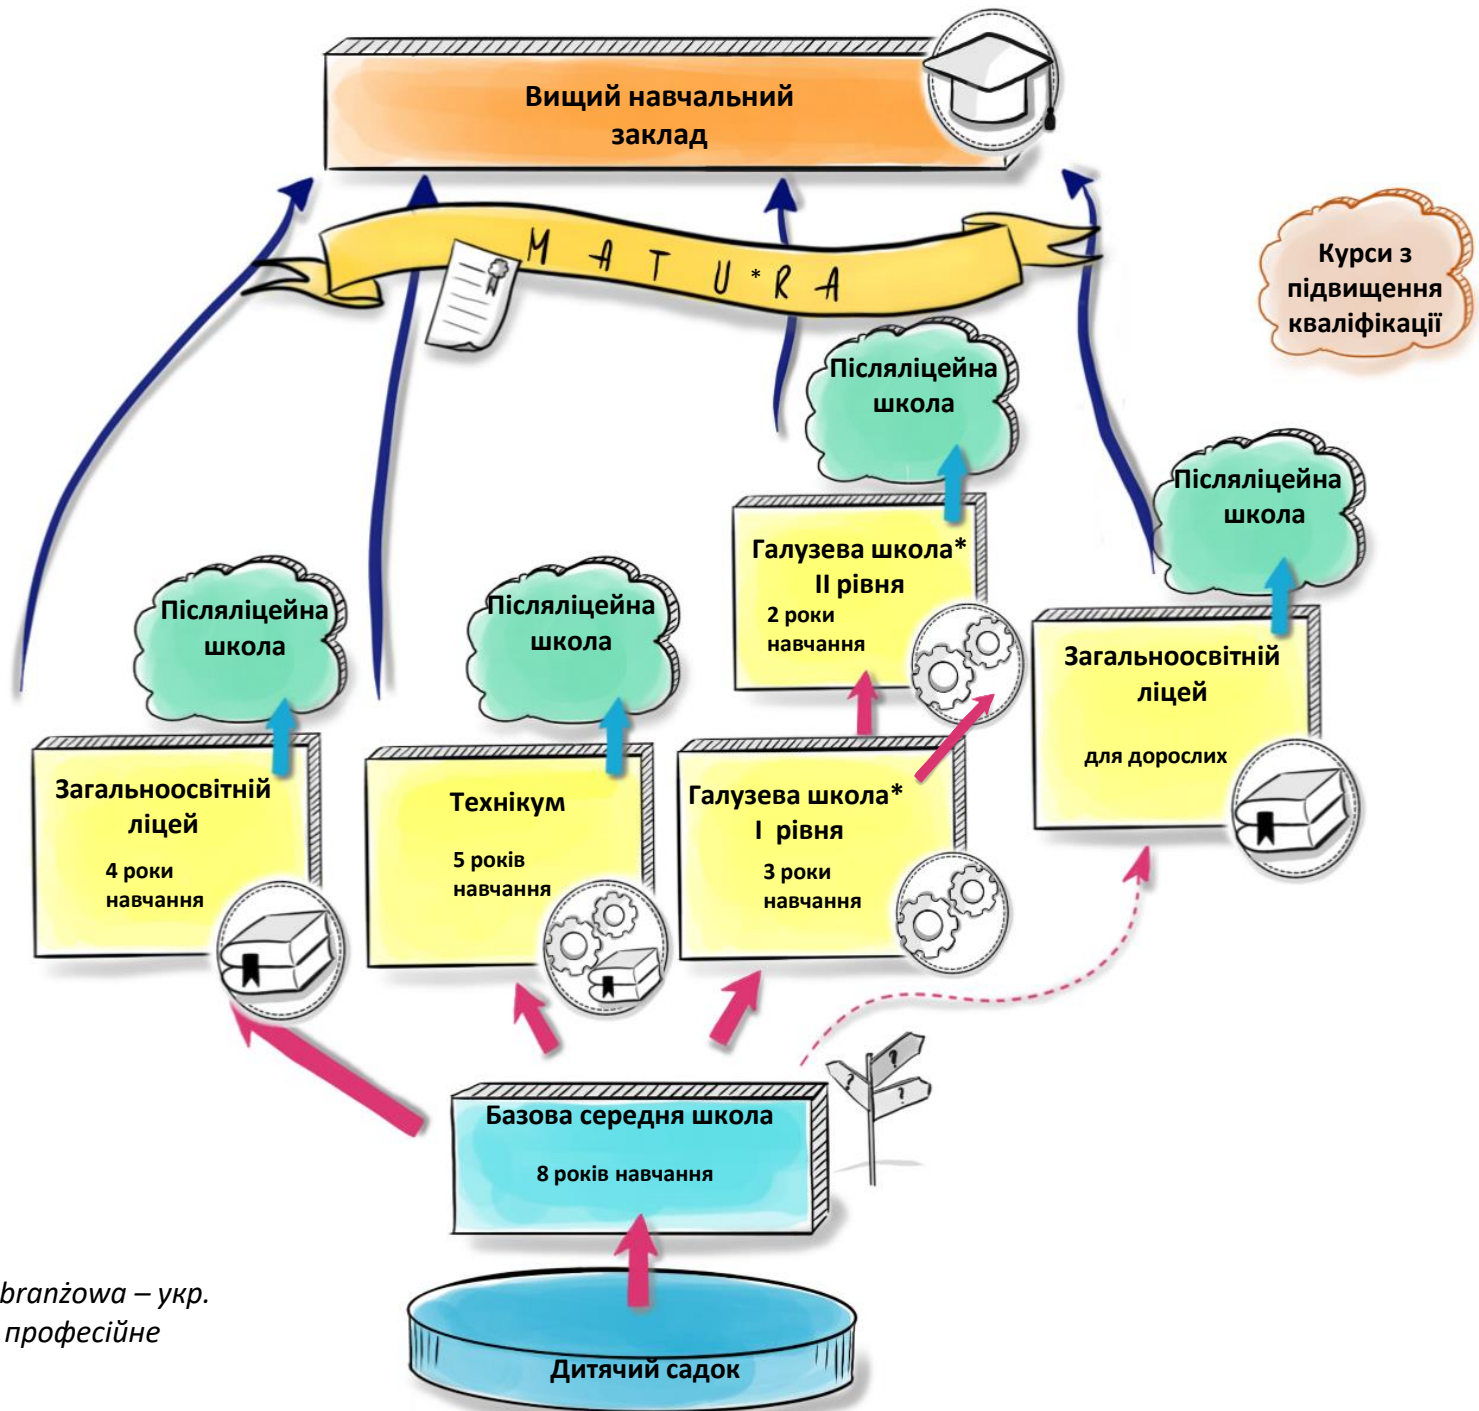 Вищий навчальний
заклад
MATU*RA
Курси з
підвищення
кваліфікації
Післяліцейна
школа
Післяліцейна
школа
Галузева школа*
II рівня
2 роки
навчання
Післяліцейна
школа
Післяліцейна
школа
Загальноосвітній
ліцей
для дорослих
Загальноосвітній
ліцей
4 роки
навчання
Технікум
5 років
навчання
Галузева школа*
I рівня
3 роки
навчання
?
?
?
Базова середня школа
8 років навчання
branżowa – укр.
професійне
Дитячий садок